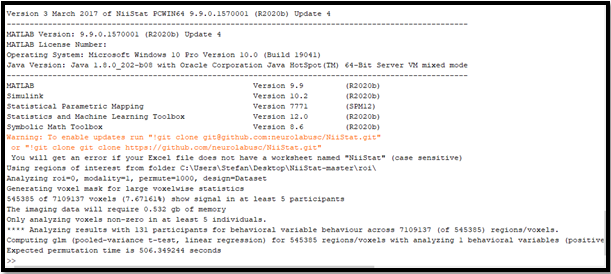 Version 3 March 2017 of NiiStat PCWIN64 9.9.0.1570001 (R2020b) Update 4
MATLAB Version: 9.9.0.1570001 (R2020b) Update 4
MATLAB License Number:
Operating System: Microsoft Windows 10 Pro Version 10.0 (Build 19041)
Java Version: Java 1.8.0_202-b08 with Oracle Corporation Java HotSpot(TM) 64-Bit Server VM mixed mode
MATLAB Version 9.9 (R2020b)
Simulink Version 10.2 (R2020b)
Statistical Parametric Mapping Version 7771 (SPM12)
Statistics and Machine Learning Toolbox Version 12.0 (R2020b)
Symbolic Math Toolbox Version 8.6 (R2020b)
Warning: To enable updates run "!git clone git@github.com:neurolabusc/NiiStat.git"
or "!git clone git clone https://github.com/neurolabusc/NiiStat.git"
You will get an error if your Excel file does not have a worksheet named "NiiStat" (case sensitive)
Using regions of interest from folder C:\Users\Stefan\Desktop\NiiStat-master\roi\
Analyzing roi=0, modality=1, permute=1000, design=Dataset
Generating voxel mask for large voxelwise statistics
545385 of 7109137 voxels (7.67161%) show signal in at least 5 participants
The imaging data will require 0.532 gb of memory
Only analyzing voxels non-zero in at least 5 individuals.
**** Analyzing results with 131 participants for behavioral variable behaviour across 7109137 (of 545385) regions/voxels.
Computing glm (pooled-variance t-test, linear regression) for 545385 regions/voxels with analyzing 1 behavioral variables (positive
Expected permutation time is 506.349244 seconds
>>